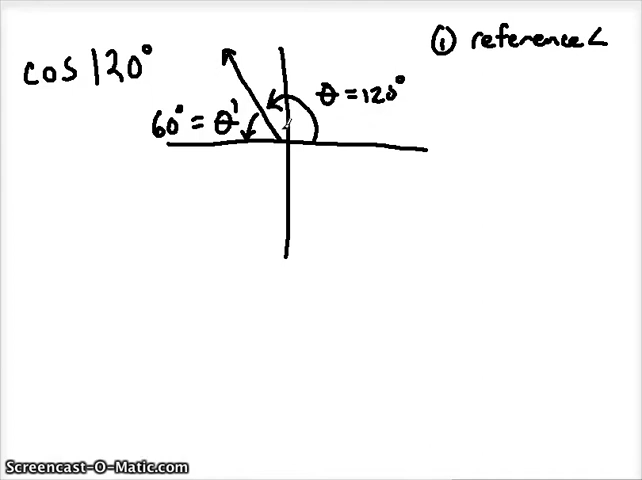 ① reference <
cos 120°
θ = 120°
60° = θ'
Screencast-O-Matic.com